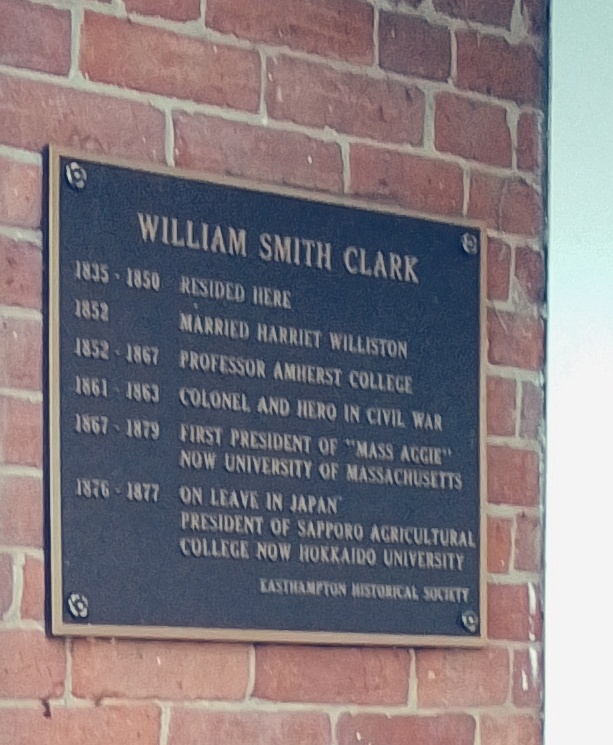 WILLIAM SMITH CLARK
1835 - 1850 RESIDED HERE
1852 MARRIED HARRIET WILLISTON
1852 - 1867 PROFESSOR AMHERST COLLEGE
1861 - 1863 COLONEL AND HERO IN CIVIL WAR
1867 - 1879 FIRST PRESIDENT OF "MASS AGGIE"
NOW UNIVERSITY OF MASSACHUSETTS
1876 - 1877 ON LEAVE IN JAPAN
PRESIDENT OF SAPPORO AGRICULTURAL
COLLEGE NOW HOKKAIDO UNIVERSITY
EASTHAMPTON HISTORICAL SOCIETY